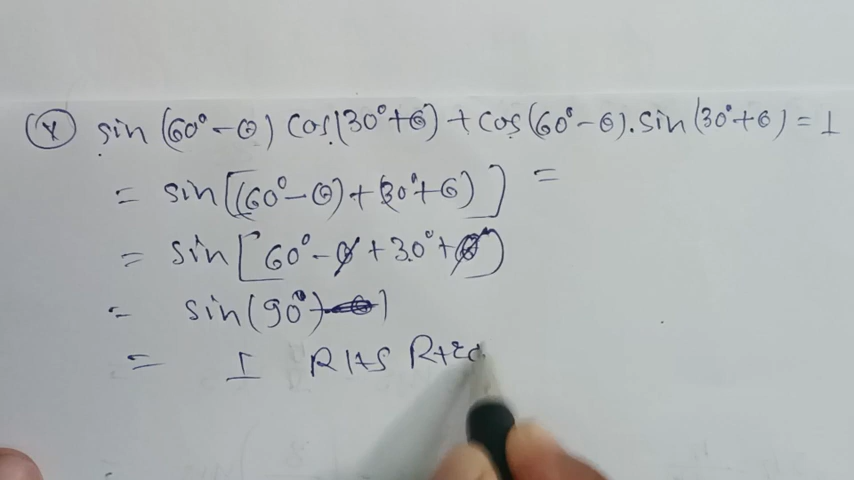 (x) sin (60° - θ) cos(30° + θ) + cos(60° - θ). sin(30° + θ) = 1
= sin[(60° - θ) + (30° + θ)] =
= sin[60° - θ + 30° + θ)
= sin(90°)
= 1 RHS